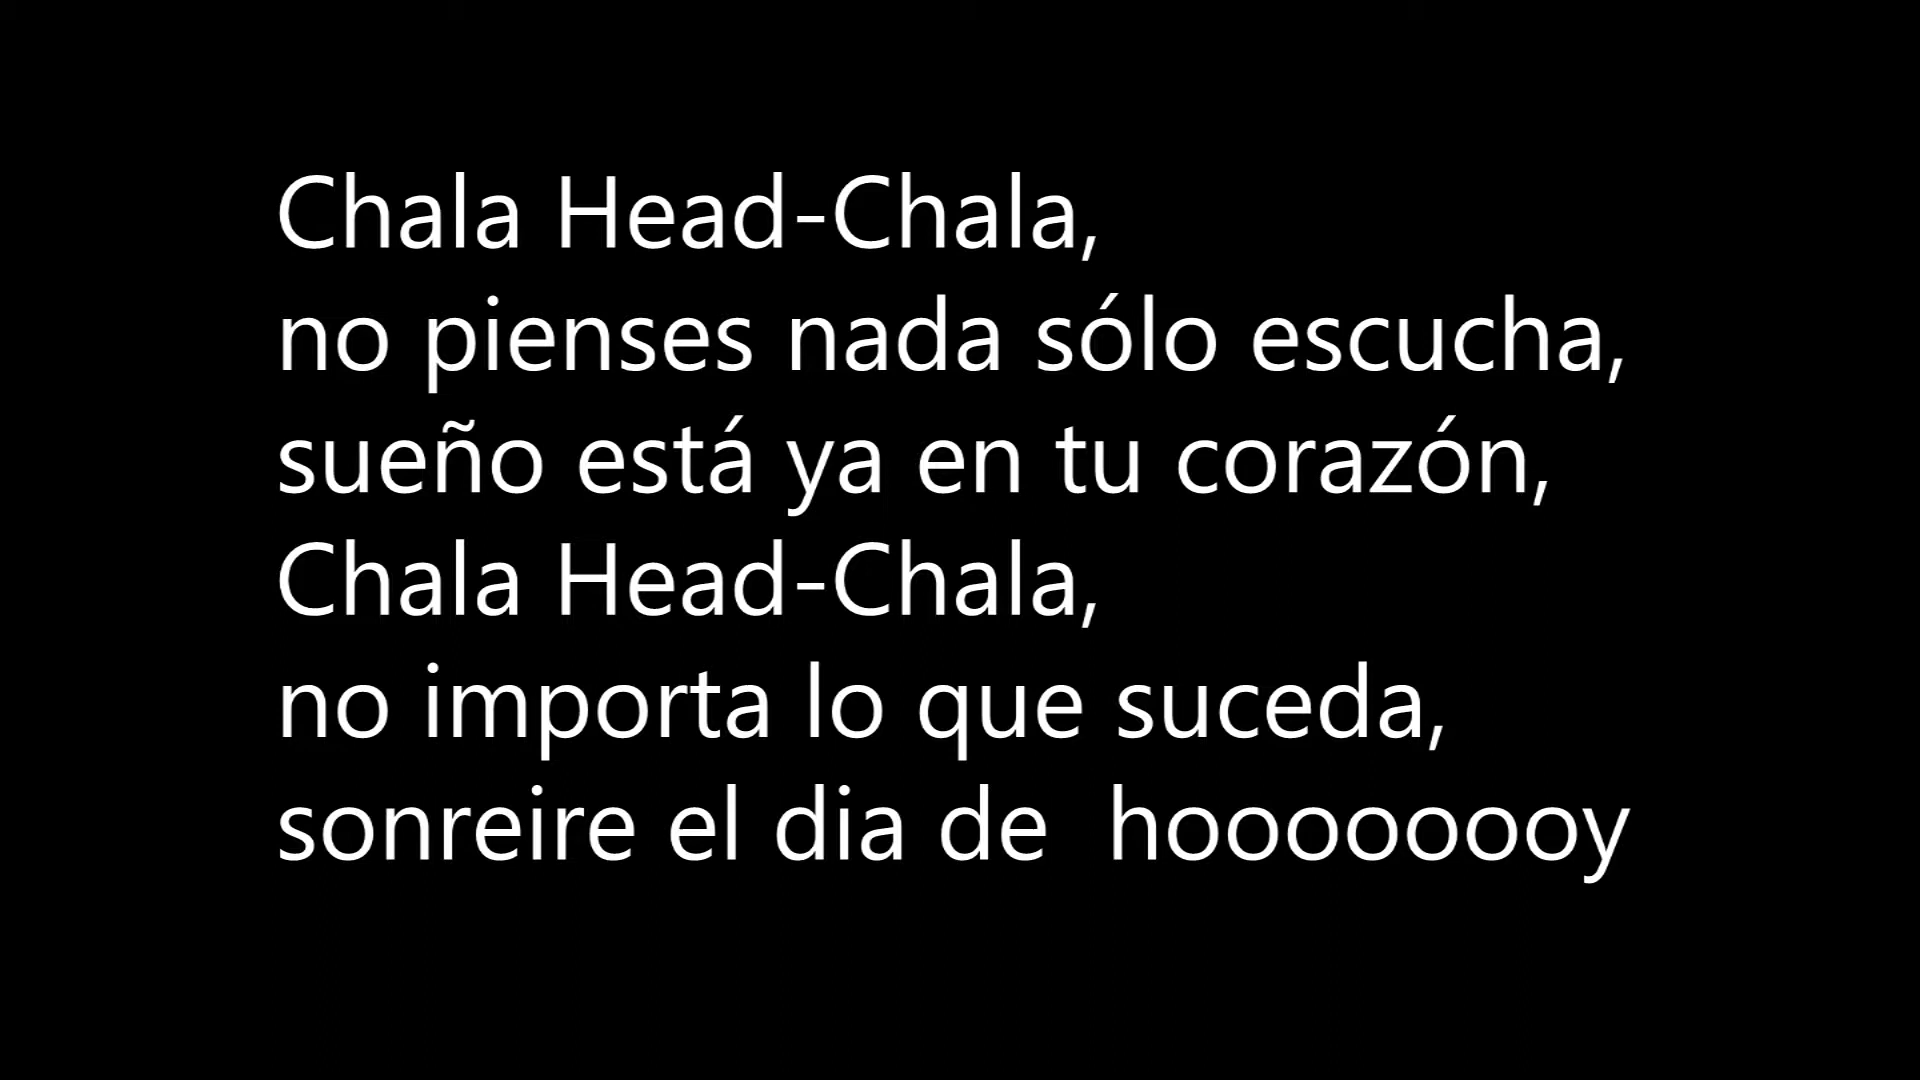 Chala Head-Chala,
no pienses nada sólo escucha,
sueño está ya en tu corazón,
Chala Head-Chala,
no importa lo que suceda,
sonreire el dia de  hoooooooy